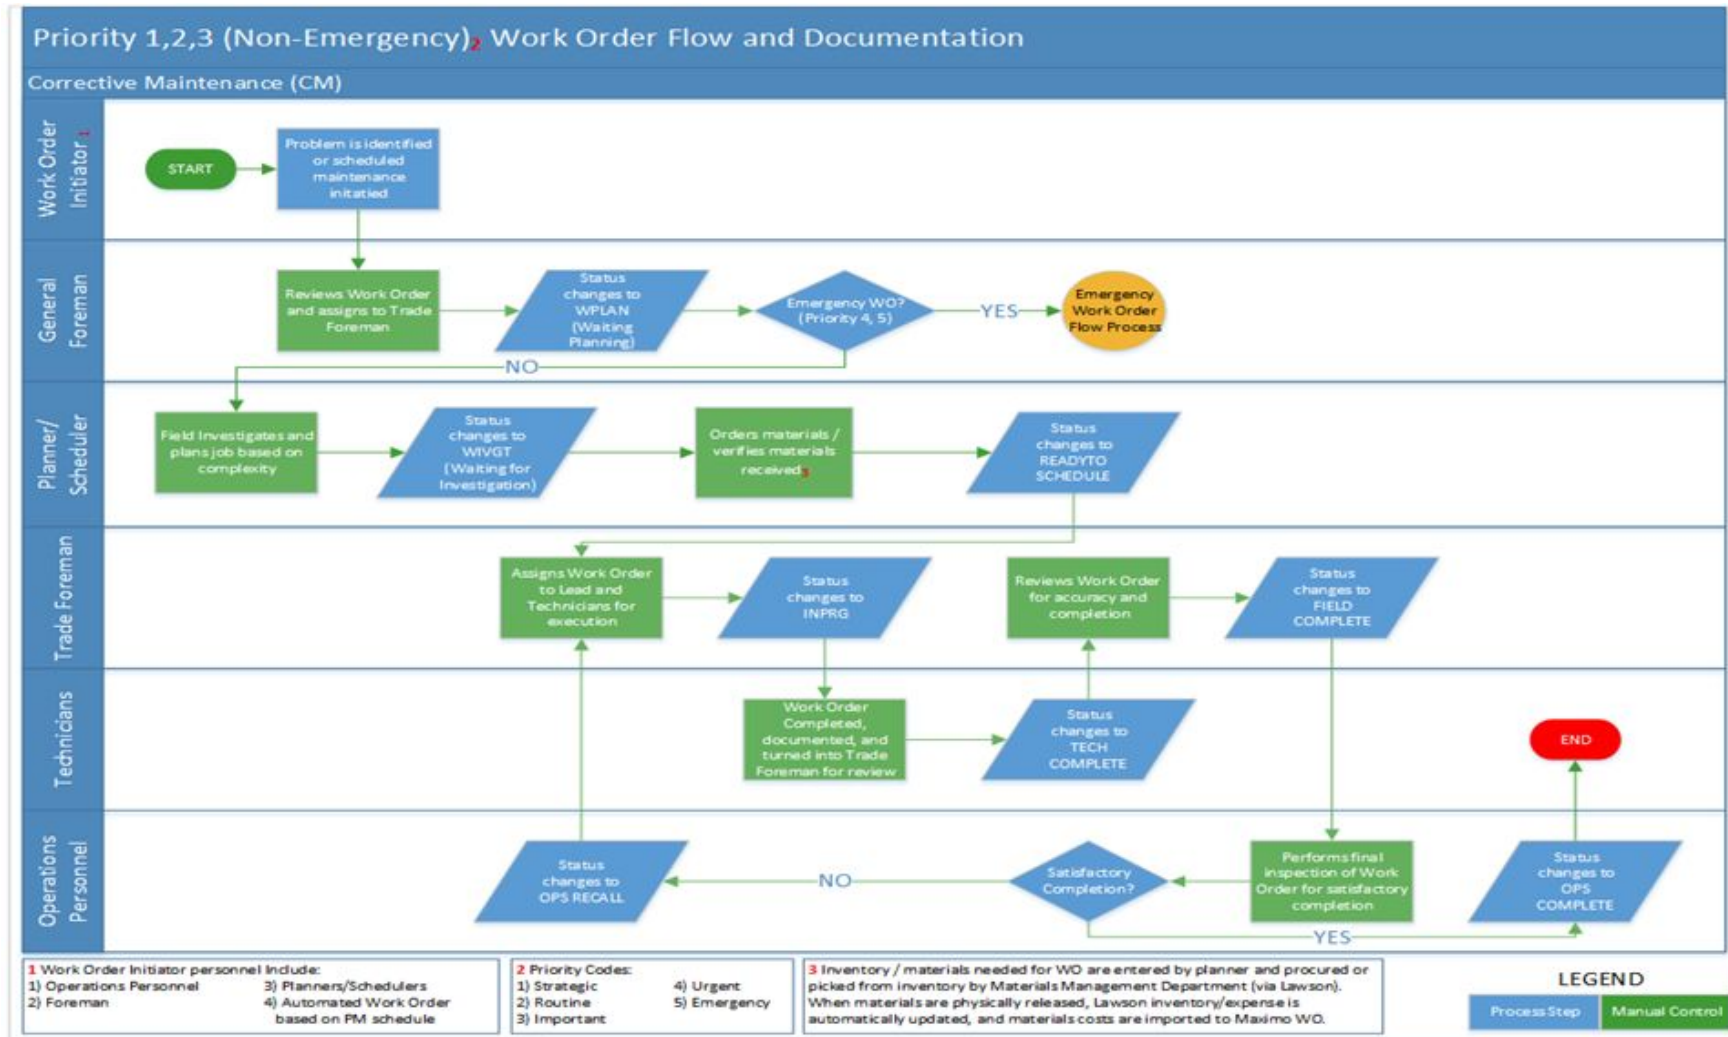 Priority 1,2,3 (Non-Emergency)2 Work Order Flow and Documentation
Corrective Maintenance (CM)
Work Order
Initiator 1
START
Problem is identified
or scheduled
maintenance
initatied
General
Foreman
Reviews Work Order
and assigns to Trade
Foreman
Status
changes to
WPLAN
(Waiting
Planning)
Emergency WO?
(Priority 4, 5)
YES
Emergency
Work Order
Flow Process
NO
Planner/
Scheduler
Field Investigates and
plans job based on
complexity
Status
changes to
WIVGT
(Waiting for
Investigation)
Orders materials /
verifies materials
received3
Status
changes to
READYTO
SCHEDULE
Trade Foreman
Assigns Work Order
to Lead and
Technicians for
execution
Status
changes to
INPRG
Reviews Work Order
for accuracy and
completion
Status
changes to
FIELD
COMPLETE
Technicians
Work Order
Completed,
documented, and
turned into Trade
Foreman for review
Status
changes to
TECH
COMPLETE
END
Operations
Personnel
Status
changes to
OPS RECALL
NO
Satisfactory
Completion?
Performs final
inspection of Work
Order for satisfactory
completion
Status
changes to
OPS
COMPLETE
YES
1 Work Order Initiator personnel Include:
1) Operations Personnel
2) Foreman
3) Planners/Schedulers
4) Automated Work Order
based on PM schedule
2 Priority Codes:
1) Strategic
2) Routine
3) Important
4) Urgent
5) Emergency
3 Inventory / materials needed for WO are entered by planner and procured or
picked from inventory by Materials Management Department (via Lawson).
When materials are physically released, Lawson inventory/expense is
automatically updated, and materials costs are imported to Maximo WO.
LEGEND
Process Step
Manual Control